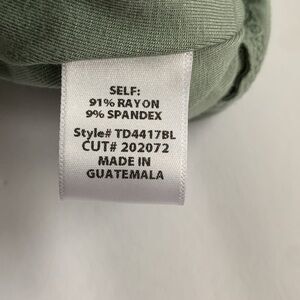 SELF:
91% RAYON
9% SPANDEX
Style# TD4417BL
CUT# 202072
MADE IN
GUATEMALA